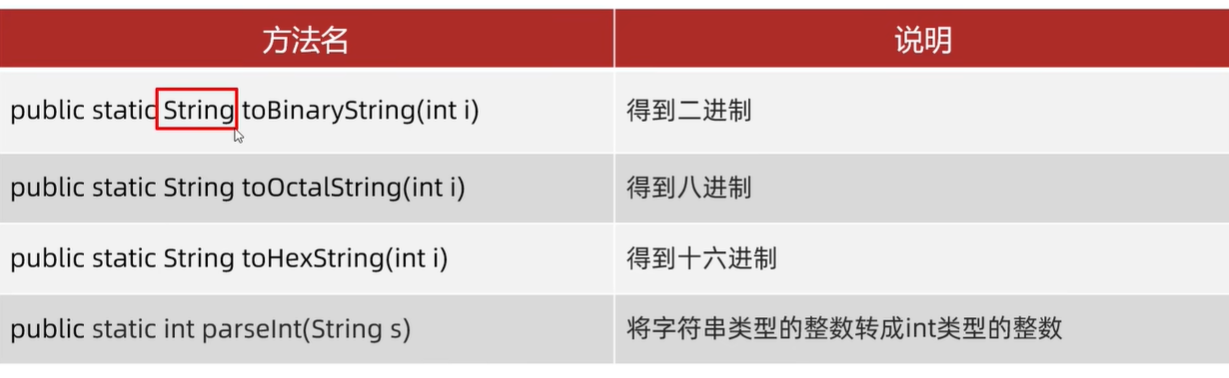 方法名 说明
public static String toBinaryString(int i) 得到二进制
public static String toOctalString(int i) 得到八进制
public static String toHexString(int i) 得到十六进制
public static int parseInt(String s) 将字符串类型的整数转成int类型的整数